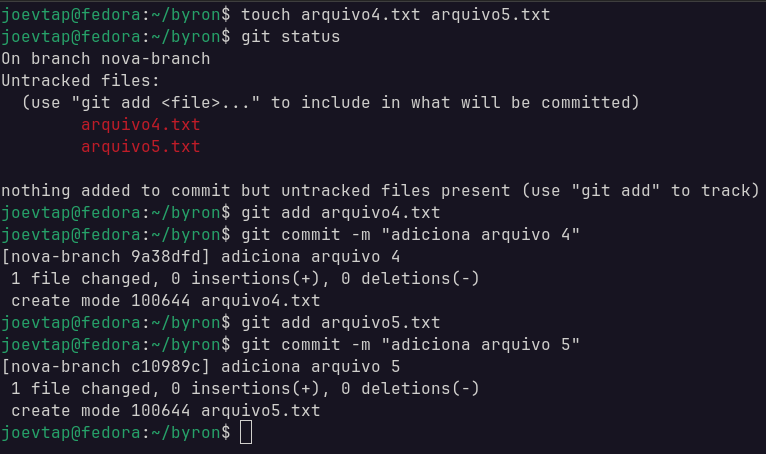 joevtap@fedora:~/byron$ touch arquivo4.txt arquivo5.txt
joevtap@fedora:~/byron$ git status
On branch nova-branch
Untracked files:
  (use "git add <file>..." to include in what will be committed)
        arquivo4.txt
        arquivo5.txt

nothing added to commit but untracked files present (use "git add" to track)
joevtap@fedora:~/byron$ git add arquivo4.txt
joevtap@fedora:~/byron$ git commit -m "adiciona arquivo 4"
[nova-branch 9a38dfd] adiciona arquivo 4
 1 file changed, 0 insertions(+), 0 deletions(-)
 create mode 100644 arquivo4.txt
joevtap@fedora:~/byron$ git add arquivo5.txt
joevtap@fedora:~/byron$ git commit -m "adiciona arquivo 5"
[nova-branch c10989c] adiciona arquivo 5
 1 file changed, 0 insertions(+), 0 deletions(-)
 create mode 100644 arquivo5.txt
joevtap@fedora:~/byron$